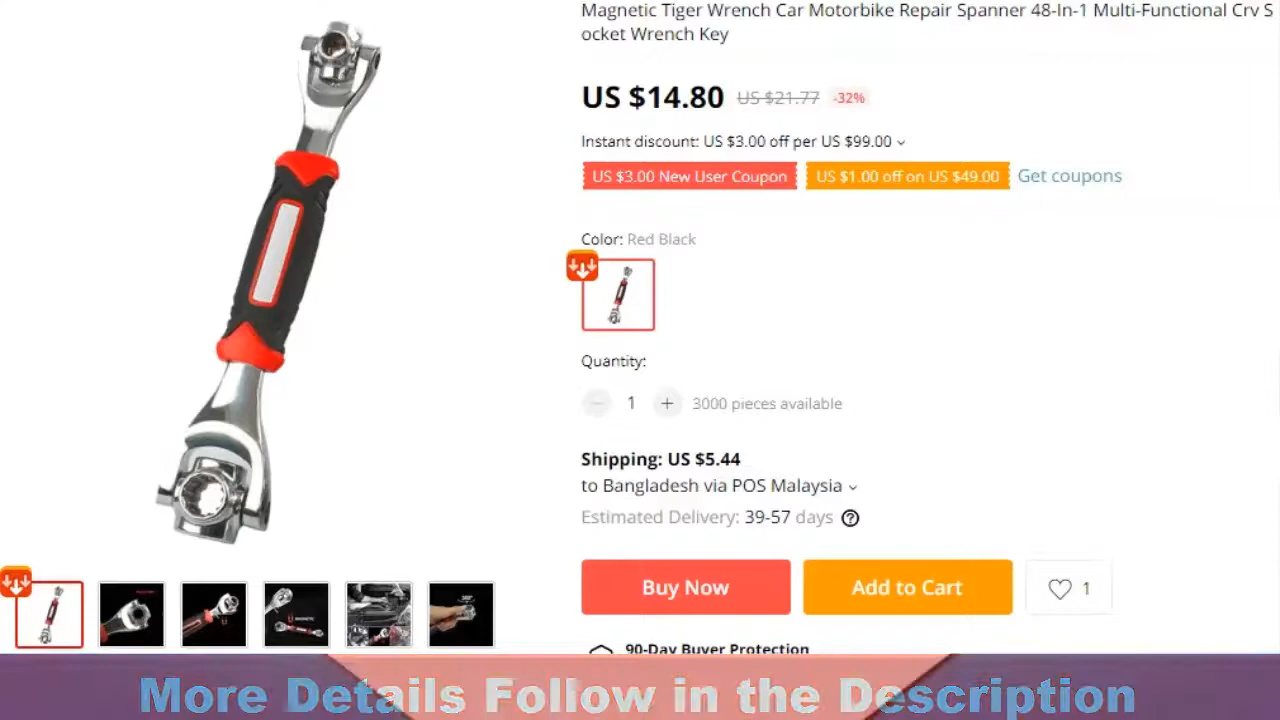 Magnetic Tiger Wrench Car Motorbike Repair Spanner 48-In-1 Multi-Functional Crv S
ocket Wrench Key
US $14.80 US $21.77 -32%
Instant discount: US $3.00 off per US $99.00
US $3.00 New User Coupon US $1.00 off on US $49.00 Get coupons
Color: Red Black
Quantity:
1 3000 pieces available
Shipping: US $5.44
to Bangladesh via POS Malaysia
Estimated Delivery: 39-57 days
Buy Now Add to Cart 1
90-Day Buyer Protection
More Details Follow in the Description